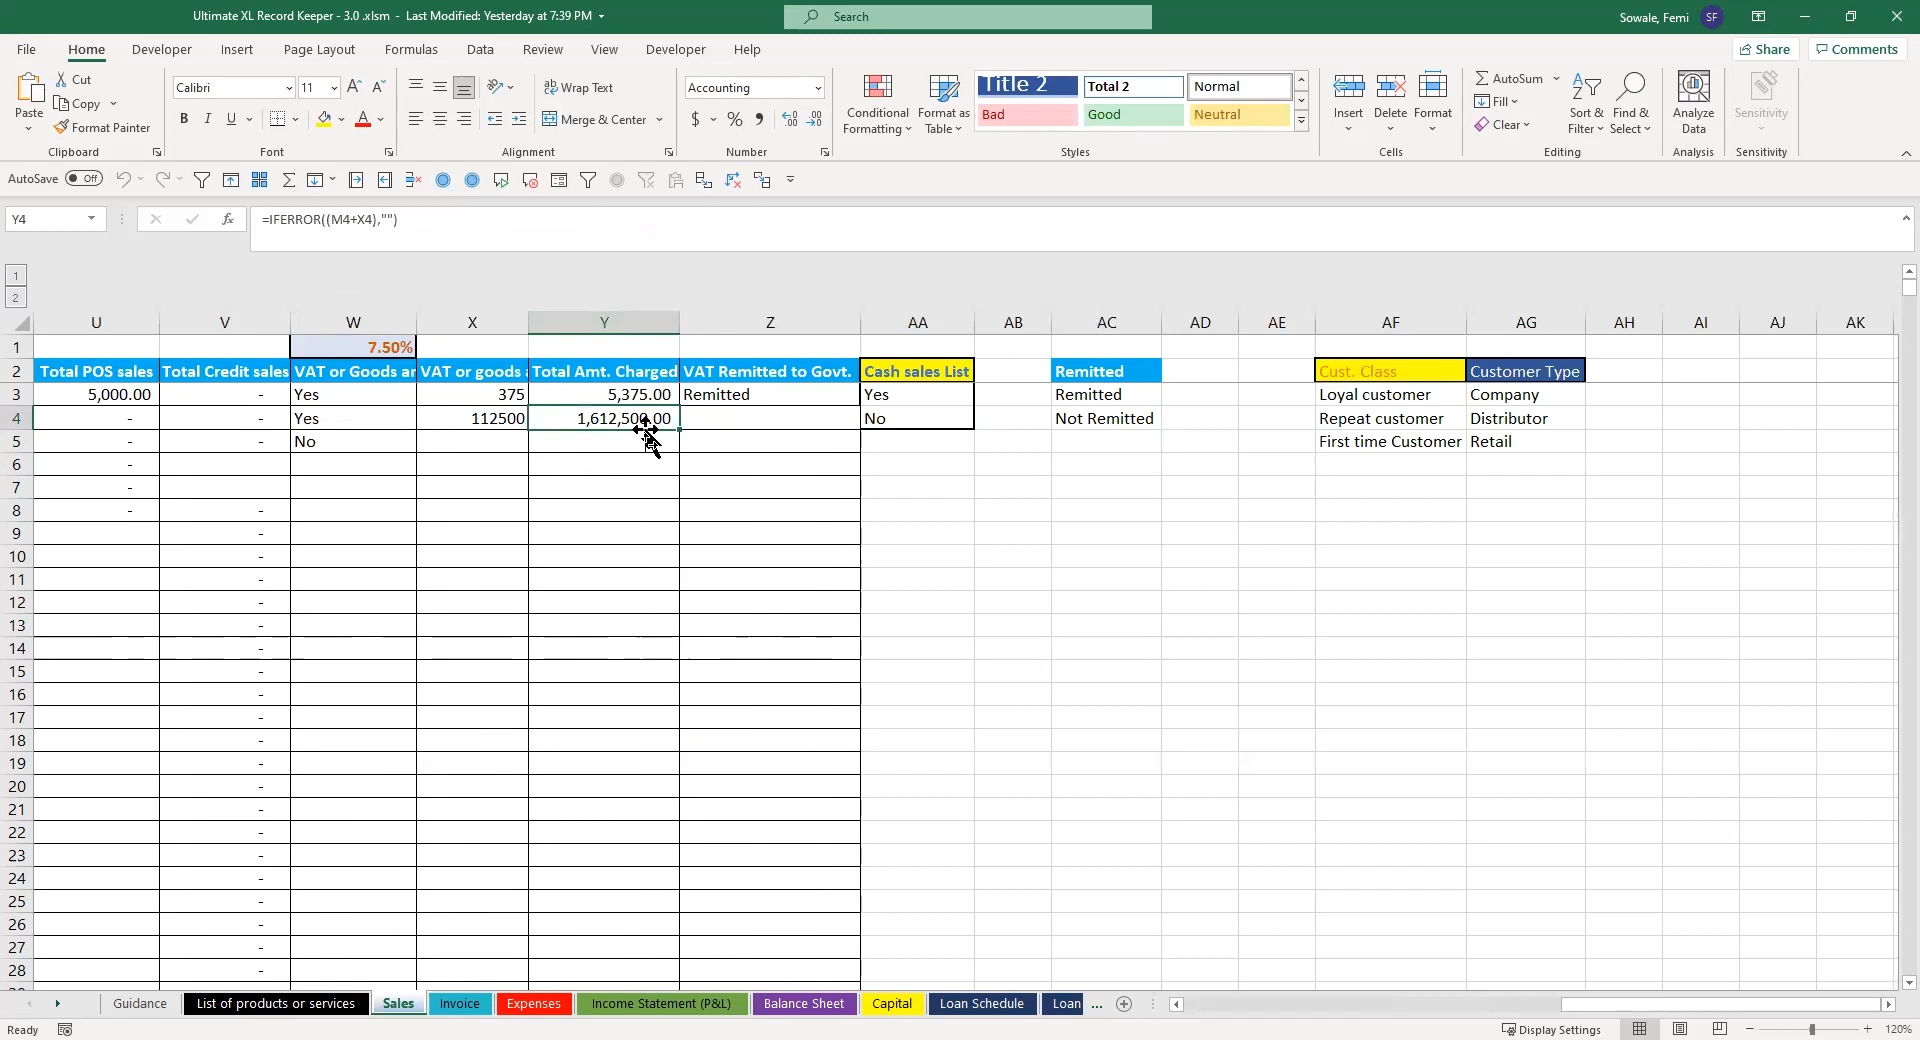 Ultimate XL Record Keeper - 3.0 .xlsm - Last Modified: Yesterday at 7:39 PM
Search
Sowale, Femi SF
File Home Developer Insert Page Layout Formulas Data Review View Developer Help
Share Comments
Paste
Cut
Copy
Format Painter
Clipboard
Calibri 11
B I U
Font
Wrap Text
Merge & Center
Alignment
Accounting
$ % 9
Number
Conditional Formatting
Format as Table
Title 2 Total 2 Normal
Bad Good Neutral
Styles
Insert Delete Format
Cells
AutoSum
Fill
Clear
Sort & Filter
Find & Select
Editing
Analyze Data
Analysis
Sensitivity
Sensitivity
AutoSave Off
Y4 fx =IFERROR((M4+X4),"")
1
2
U V W X Y Z AA AB AC AD AE AF AG AH AI AJ AK
1 7.50%
2 Total POS sales Total Credit sales VAT or Goods an VAT or goods Total Amt. Charged VAT Remitted to Govt. Cash sales List Remitted Cust. Class Customer Type
3 5,000.00 - Yes 375 5,375.00 Remitted Yes Remitted Loyal customer Company
4 - - Yes 112500 1,612,500.00 No Not Remitted Repeat customer Distributor
5 - - No First time Customer Retail
6 -
7 -
8 - -
9 -
10 -
11 -
12 -
13 -
14 -
15 -
16 -
17 -
18 -
19 -
20 -
21 -
22 -
23 -
24 -
25 -
26 -
27 -
28 -
Guidance List of products or services Sales Invoice Expenses Income Statement (P&L) Balance Sheet Capital Loan Schedule Loan ...
Ready Display Settings 120%